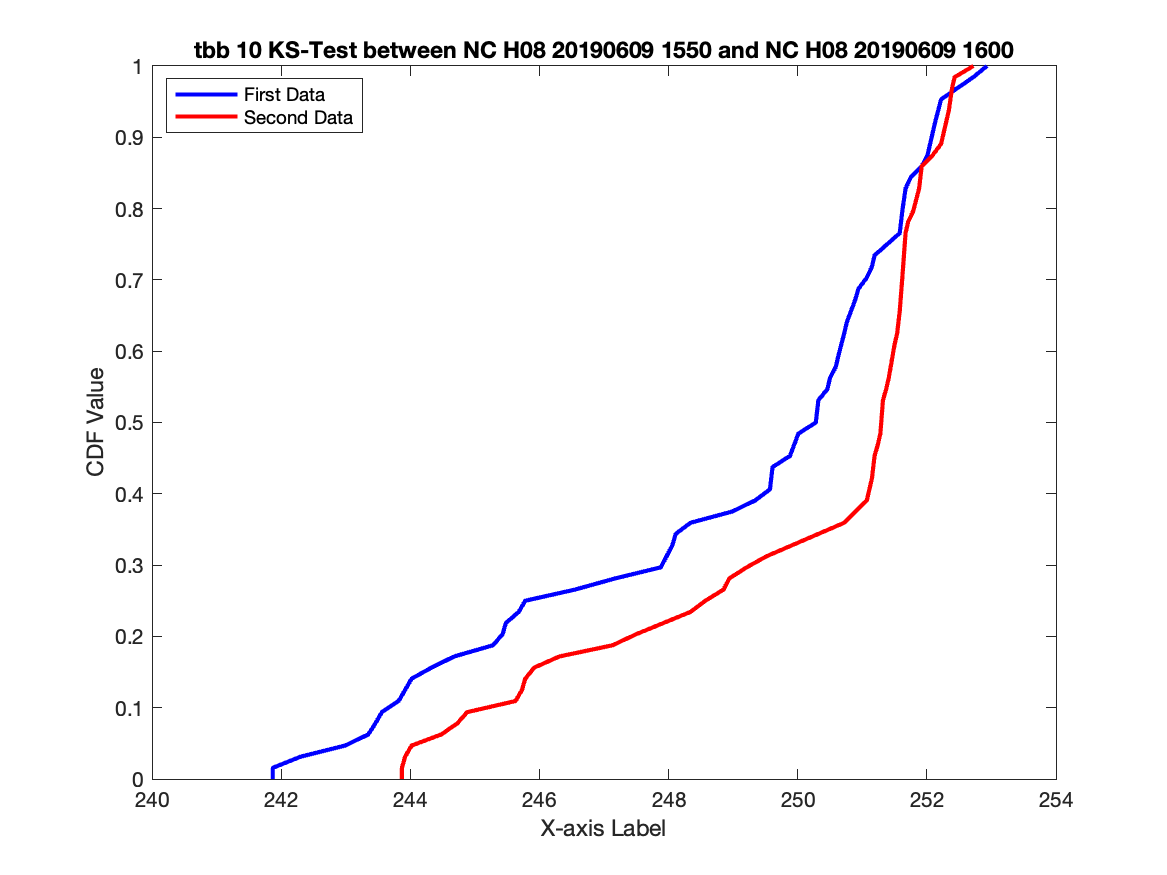 tbb 10 KS-Test between NC H08 20190609 1550 and NC H08 20190609 1600
First Data
Second Data
1
0.9
0.8
0.7
0.6
0.5
0.4
0.3
0.2
0.1
0
CDF Value
240 242 244 246 248 250 252 254
X-axis Label